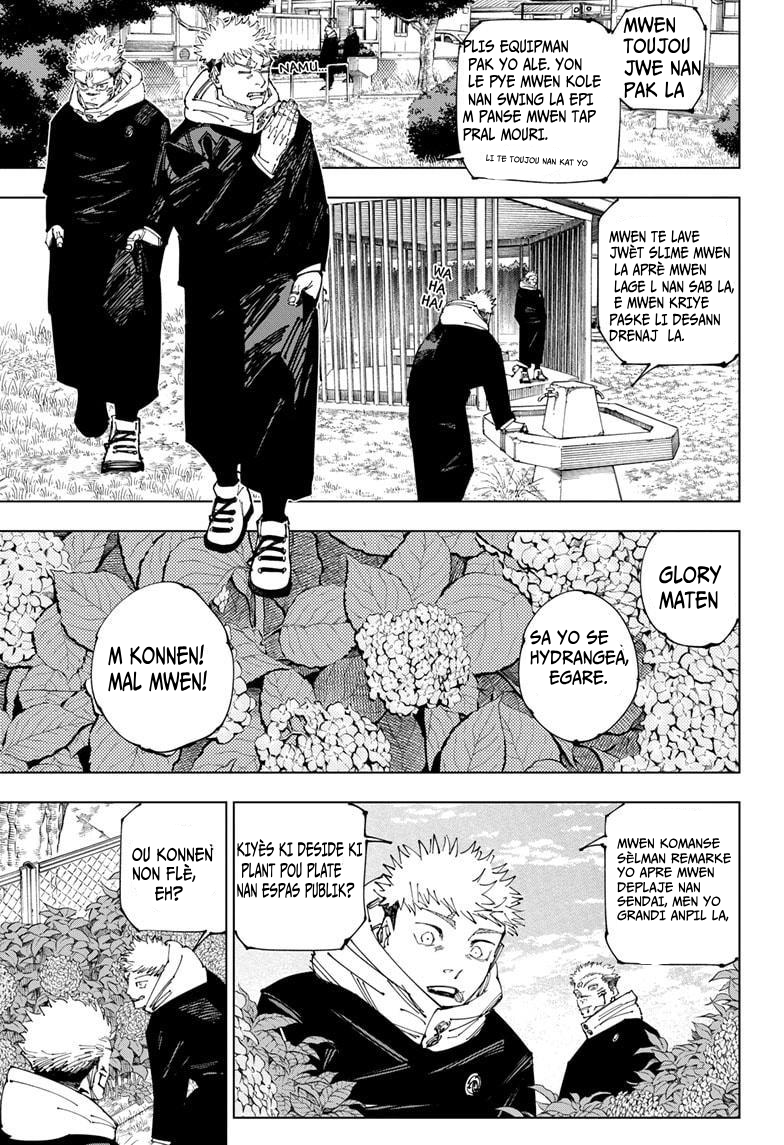 MWEN
TOUJOU
JWE NAN
PAK LA
PLIS EQUIPMAN
PAK YO ALE. YON
LE PYE MWEN KOLE
NAN SWING LA EPI
M PANSE MWEN TAP
PRAL MOURI.
LI TE TOUJOU NAN KAT YO
NAMU...
MWEN TE LAVE
JWÈT SLIME MWEN
LA APRÈ MWEN
LAGE L NAN SAB LA,
E MWEN KRIYE
PASKE LI DESANN
DRENAJ LA.
WA
HA
HA!
GLORY
MATEN
SA YO SE
HYDRANGEA,
EGARE.
M KONNEN!
MAL MWEN!
MWEN KOMANSE
SÈLMAN REMARKE
YO APRE MWEN
DEPLAJE NAN
SENDAI, MEN YO
GRANDI ANPIL LA,
KIYÈS KI DESIDE KI
PLANT POU PLATE
NAN ESPAS PUBLIK?
OU KONNEN
NON FLÈ,
EH?